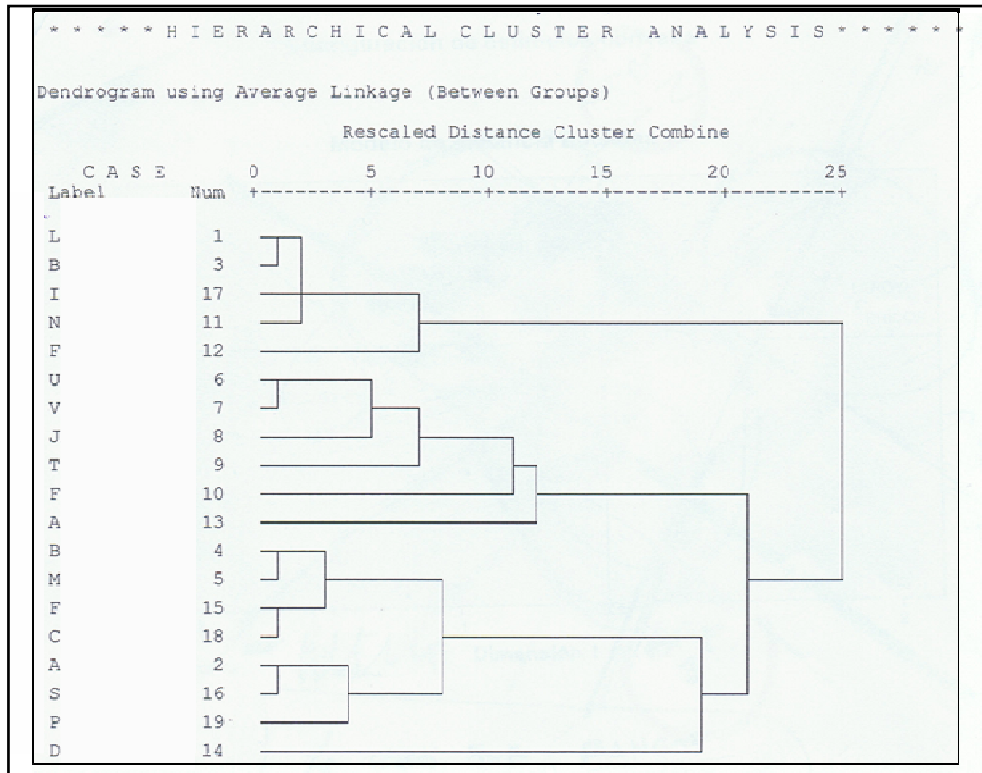 * * * * * H I E R A R C H I C A L C L U S T E R A N A L Y S I S * * * * * *
Dendrogram using Average Linkage (Between Groups)
Rescaled Distance Cluster Combine
C A S E 0 5 10 15 20 25
Label Num +---------+---------+---------+---------+---------+
L 1
B 3
I 17
N 11
F 12
U 6
V 7
J 8
T 9
F 10
A 13
B 4
M 5
F 15
C 18
A 2
S 16
P 19
D 14